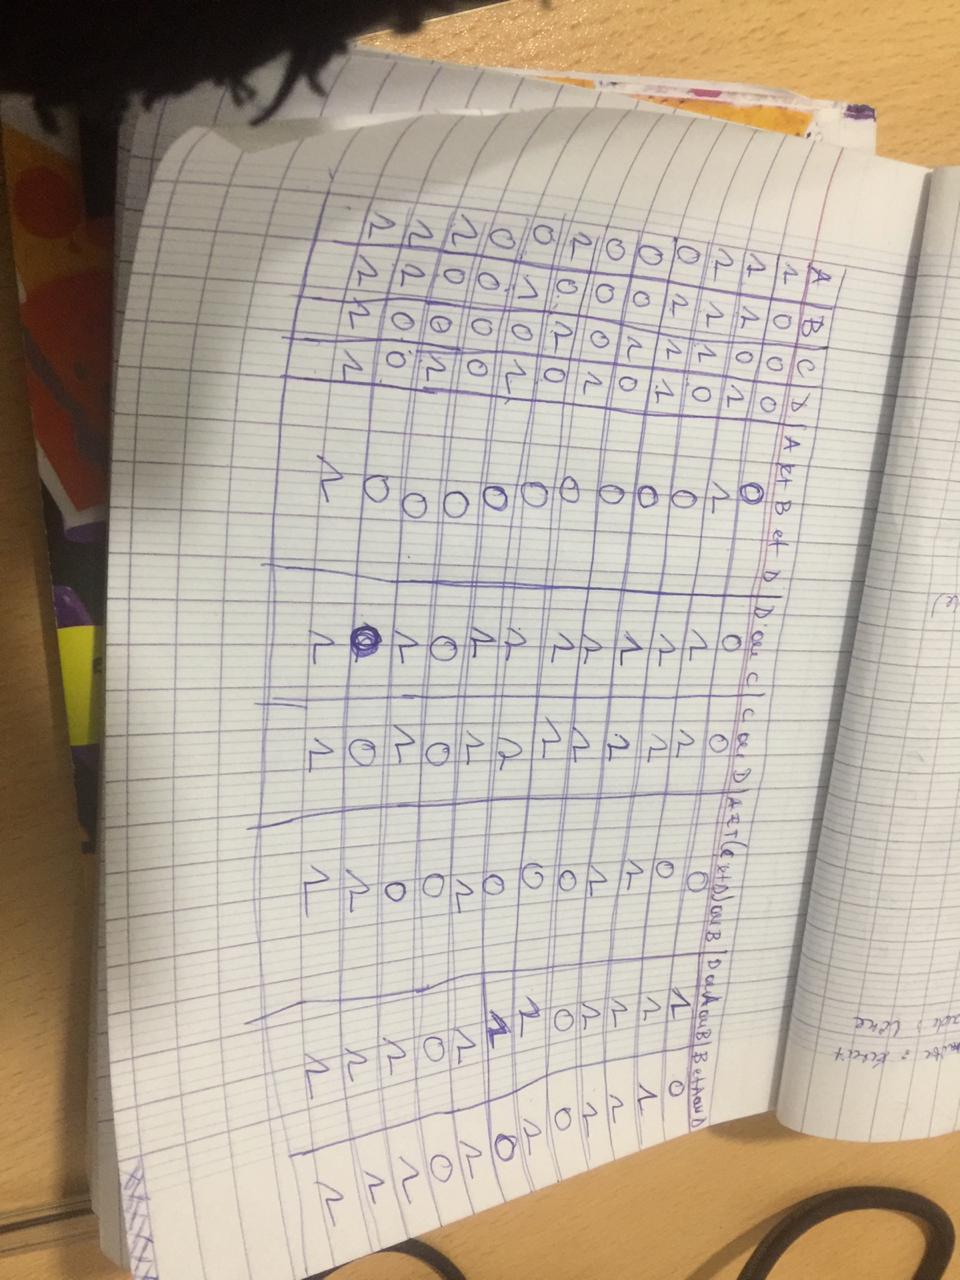 A B C D A et B et D D ou C C ou D A ET (C et D) ou B D ou A ou B B et A ou D
1 0 0 0 0 0 0 0 1 0
1 1 0 1 1 1 1 0 1 1
1 1 1 0 0 1 1 1 1 1
0 1 1 1 0 1 1 1 1 1
0 0 1 0 0 1 1 0 0 0
0 0 0 1 0 1 1 0 1 1
1 0 1 0 0 1 1 0 1 0
0 1 0 1 0 1 1 1 1 1
0 0 0 0 0 0 0 0 0 0
1 0 0 1 0 1 1 0 1 1
1 1 0 0 0 0 0 1 1 1
1 1 1 1 1 1 1 1 1 1